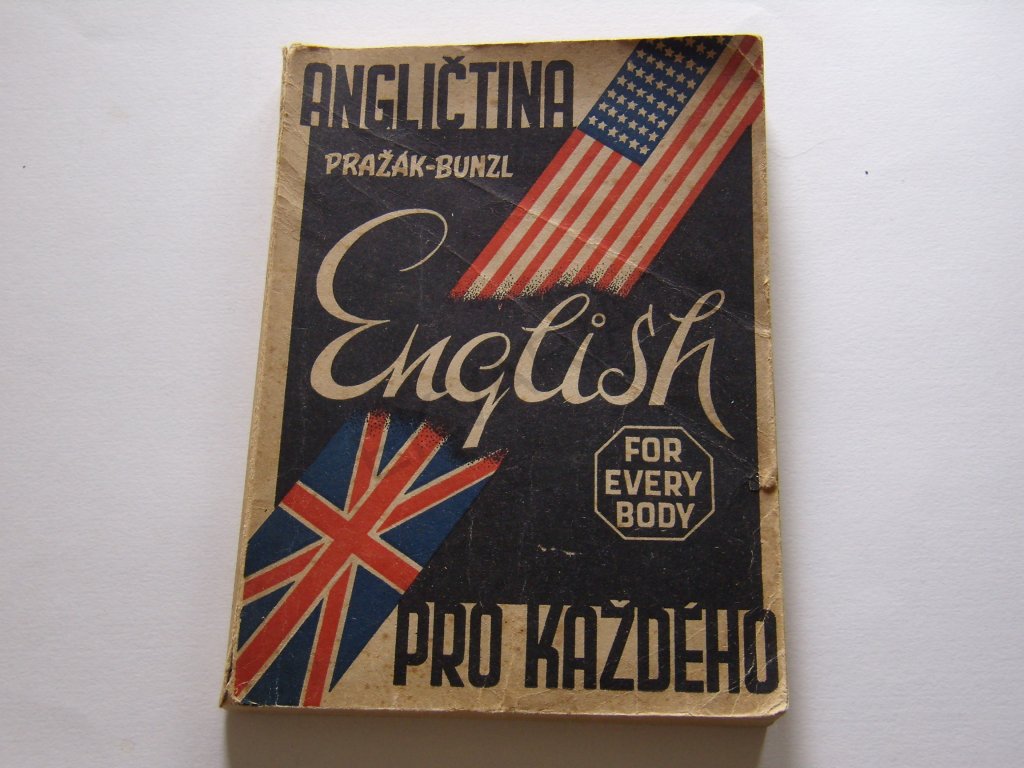 ANGLIČTINA
PRAŽÁK-BUNZL
English
FOR
EVERY
BODY
PRO KAŽDÉHO